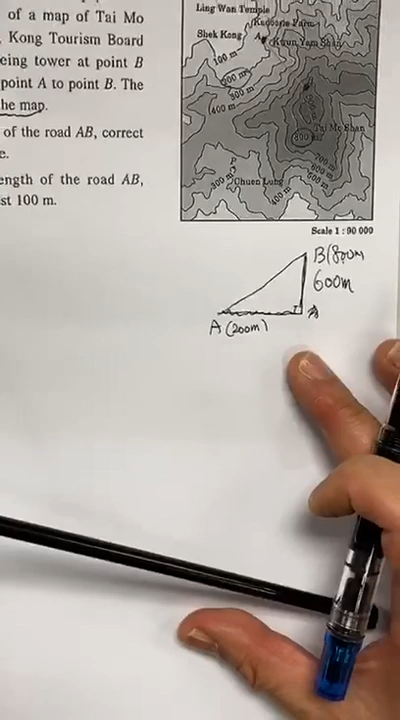 of a map of Tai Mo
Kong Tourism Board
eing tower at point B
point A to point B. The
he map.
of the road AB, correct
e.
ength of the road AB,
st 100 m.
Ling Wan Temple
Kadoorie Farm
Shek Kong
A
Kwun Yam Shan
100 m
200 m
300 m
400 m
B
Tai Mo Shan
800 m
700 m
600 m
500 m
P
300 m
Chuen Lung
400 m
Scale 1 : 90 000
B(800m
600m
A (200m)